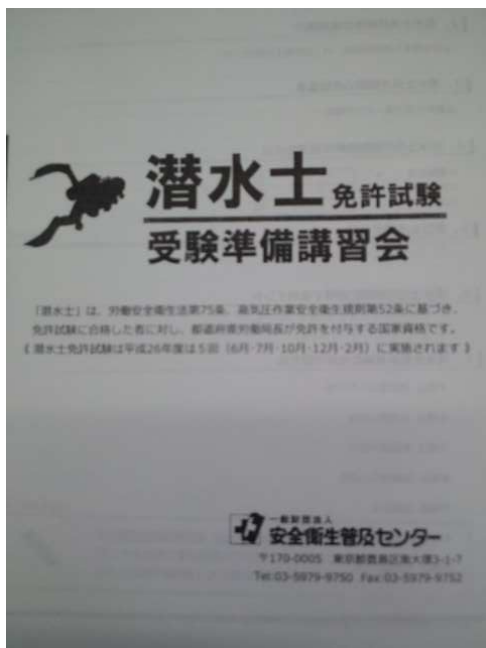 潜水士免許試験
受験準備講習会
「潜水士」は、労働安全衛生法第75条、高気圧作業安全衛生規則第52条に基づき、
免許試験に合格した者に対し、都道府県労働局長が免許を付与する国家資格です。
《 潜水士免許試験は平成26年度は5回（6月･7月･10月･12月･2月）に実施されます 》
一般財団法人
安全衛生普及センター
〒170-0005 東京都豊島区南大塚3-1-7
Tel:03-5979-9750 Fax:03-5979-9752